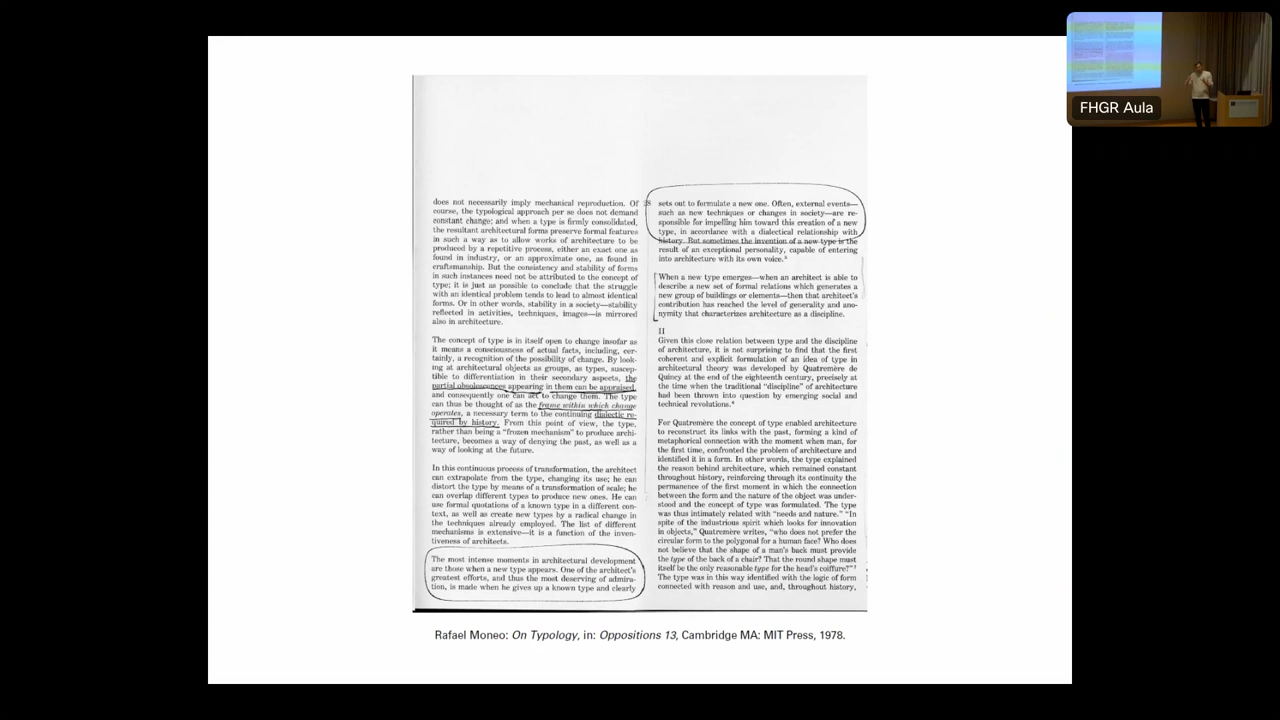 does not necessarily imply mechanical reproduction. Of
course, the typological approach per se does not demand
constant change; and when a type is firmly consolidated,
the resultant architectural forms preserve formal features
in such a way as to allow works of architecture to be
produced by a repetitive process, either an exact one as
found in industry, or an approximate one, as found in
craftsmanship. But the consistency and stability of forms
in such instances need not be attributed to the concept of
type; it is just as possible to conclude that the struggle
with an identical problem tends to lead to almost identical
forms. Or in other words, stability in a society—stability
reflected in activities, techniques, images—is mirrored
also in architecture.
The concept of type is in itself open to change insofar as
it means a consciousness of actual facts, including, cer-
tainly, a recognition of the possibility of change. By look-
ing at architectural objects as groups, as types, suscep-
tible to differentiation in their secondary aspects, the
partial obsolescences appearing in them can be appraised,
and consequently one can act to change them. The type
can thus be thought of as the frame within which change
operates, a necessary term to the continuing dialectic re-
quired by history. From this point of view, the type,
rather than being a "frozen mechanism" to produce archi-
tecture, becomes a way of denying the past, as well as a
way of looking at the future.
In this continuous process of transformation, the architect
can extrapolate from the type, changing its use; he can
distort the type by means of a transformation of scale; he
can overlap different types to produce new ones. He can
use formal quotations of a known type in a different con-
text, as well as create new types by a radical change in
the techniques already employed. The list of different
mechanisms is extensive—it is a function of the inven-
tiveness of architects.
The most intense moments in architectural development
are those when a new type appears. One of the architect's
greatest efforts, and thus the most deserving of admira-
tion, is made when he gives up a known type and clearly
sets out to formulate a new one. Often, external events—
such as new techniques or changes in society—are re-
sponsible for impelling him toward this creation of a new
type, in accordance with a dialectical relationship with
history. But sometimes the invention of a new type is the
result of an exceptional personality, capable of entering
into architecture with its own voice.
When a new type emerges—when an architect is able to
describe a new set of formal relations which generates a
new group of buildings or elements—then that architect's
contribution has reached the level of generality and ano-
nymity that characterizes architecture as a discipline.
II
Given this close relation between type and the discipline
of architecture, it is not surprising to find that the first
coherent and explicit formulation of an idea of type in
architectural theory was developed by Quatremère de
Quincy at the end of the eighteenth century, precisely at
the time when the traditional "discipline" of architecture
had been thrown into question by emerging social and
technical revolutions.
For Quatremère the concept of type enabled architecture
to reconstruct its links with the past, forming a kind of
metaphorical connection with the moment when man, for
the first time, confronted the problem of architecture and
identified it in a form. In other words, the type explained
the reason behind architecture, which remained constant
throughout history, reinforcing through its continuity the
permanence of the first moment in which the connection
between the form and the nature of the object was under-
stood and the concept of type was formulated. The type
was thus intimately related with "needs and nature." "In
spite of the industrious spirit which looks for innovation
in objects," Quatremère writes, "who does not prefer the
circular form to the polygonal for a human face? Who does
not believe that the shape of a man's back must provide
the type of the back of a chair? That the round shape must
itself be the only reasonable type for the head's coiffure?"
The type was in this way identified with the logic of form
connected with reason and use, and, throughout history,
Rafael Moneo: On Typology, in: Oppositions 13, Cambridge MA: MIT Press, 1978.
FHGR Aula